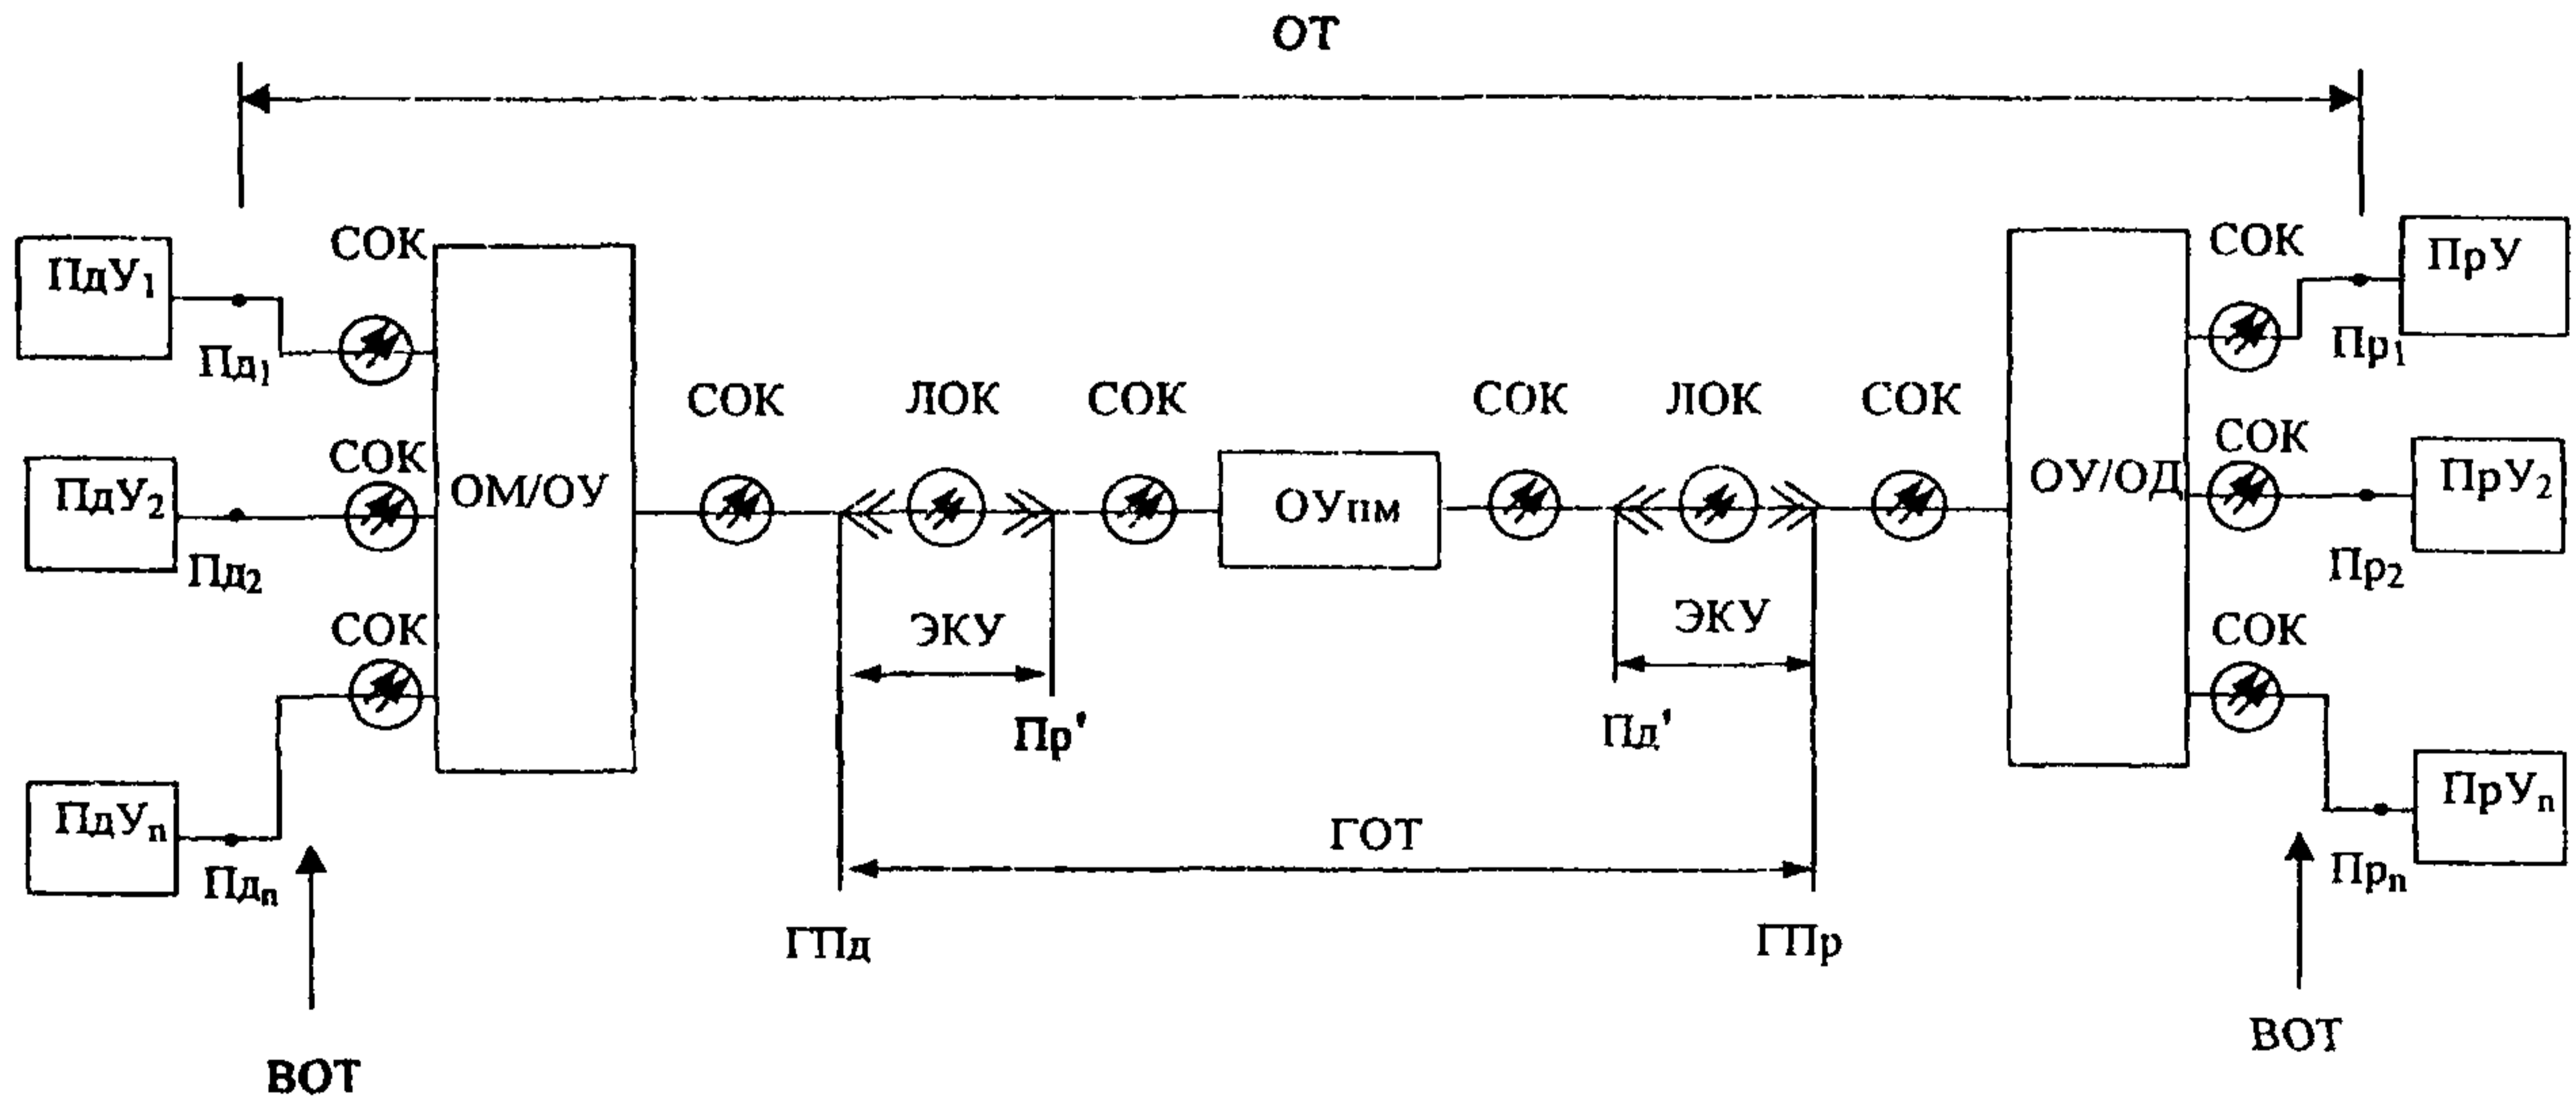 ОТ
СОК
СОК
ПдУ₁
ПрУ
Пд₁
Пр₁
СОК
ЛОК
СОК
СОК
ЛОК
СОК
СОК
СОК
ПдУ₂
ОМ/ОУ
ОУпм
ОУ/ОД
ПрУ₂
Пд₂
Пр₂
СОК
ЭКУ
ЭКУ
СОК
Пр'
Пд'
ПдУₙ
ГОТ
ПрУₙ
Пдₙ
Прₙ
ГПд
ГПр
ВОТ
ВОТ